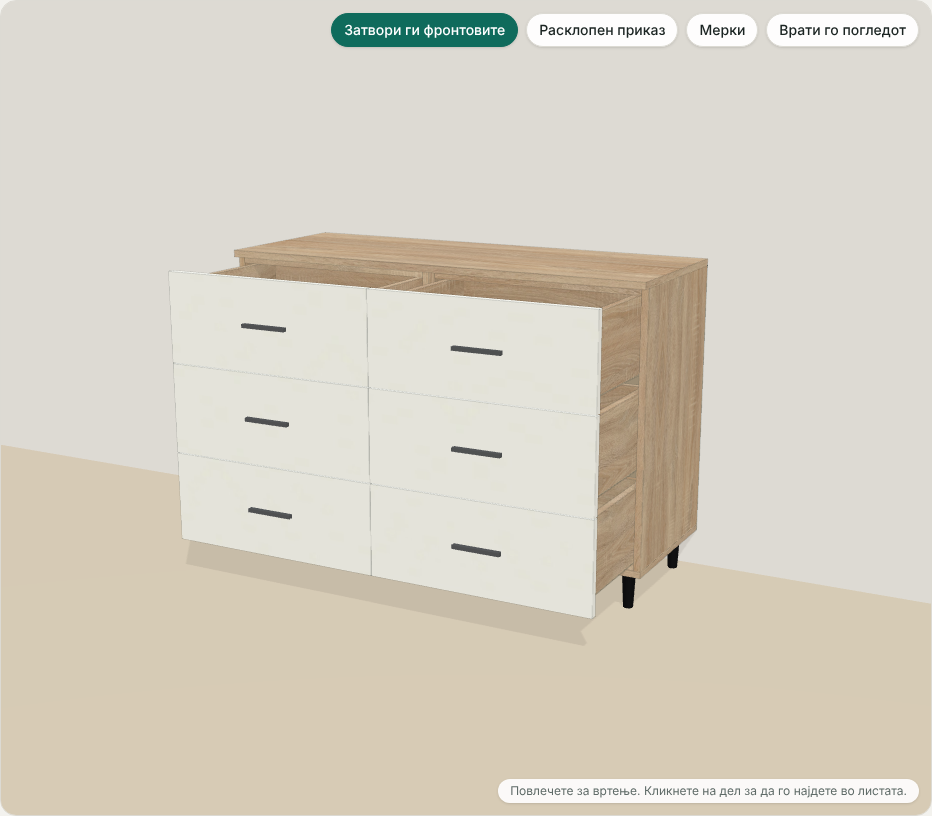 Затвори ги фронтовите
Расклопен приказ
Мерки
Врати го погледот
Повлечете за вртење. Кликнете на дел за да го најдете во листата.